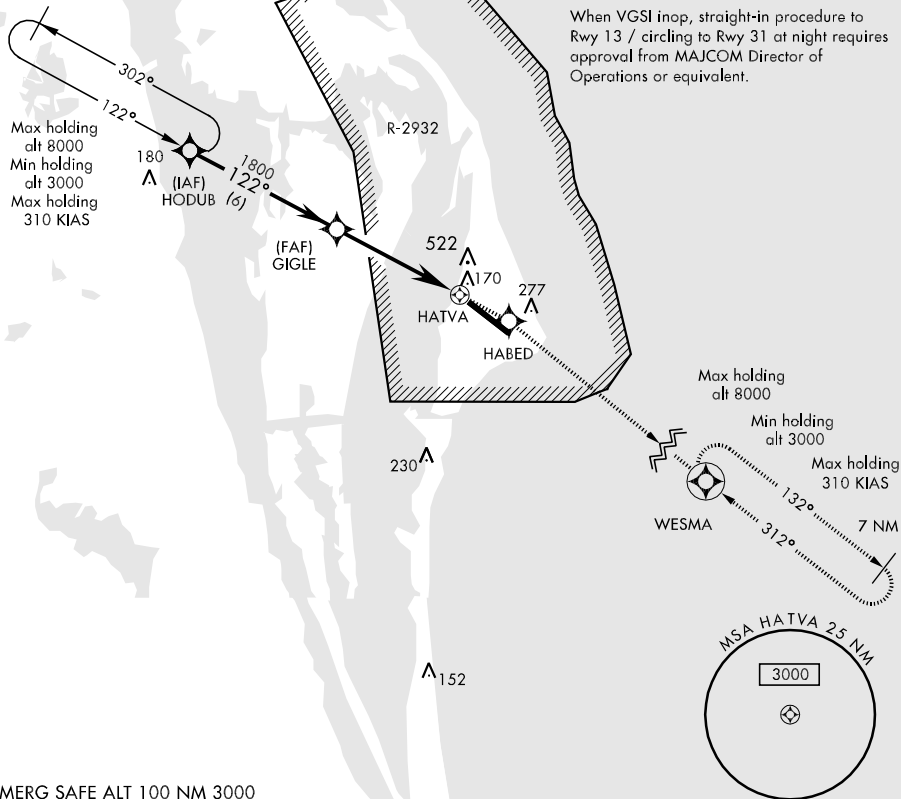 When VGSI inop, straight-in procedure to
Rwy 13 / circling to Rwy 31 at night requires
approval from MAJCOM Director of
Operations or equivalent.
302°
122°
Max holding
alt 8000
Min holding
alt 3000
Max holding
310 KIAS
180
(IAF)
HODUB
1800
122°
(6)
R-2932
(FAF)
GIGLE
522
170
277
HATVA
HABED
Max holding
alt 8000
Min holding
alt 3000
Max holding
310 KIAS
230
132°
312°
7 NM
WESMA
MSA HATVA 25 NM
3000
152
MERG SAFE ALT 100 NM 3000